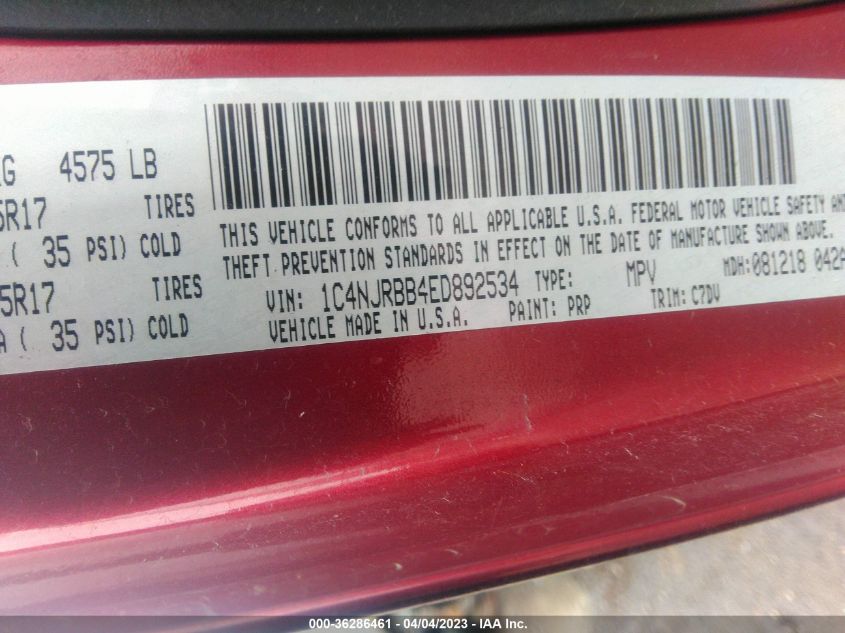 4575 LB
5R17 TIRES
( 35 PSI) COLD
5R17 TIRES
A ( 35 PSI) COLD
THIS VEHICLE CONFORMS TO ALL APPLICABLE U.S.A. FEDERAL MOTOR VEHICLE SAFETY AND
THEFT PREVENTION STANDARDS IN EFFECT ON THE DATE OF MANUFACTURE SHOWN ABOVE.
VIN: 1C4NJRBB4ED892534 TYPE: MPV MDH: 081218 042A
VEHICLE MADE IN U.S.A. PAINT: PRP TRIM: C7DV
000-36286461 - 04/04/2023 - IAA Inc.